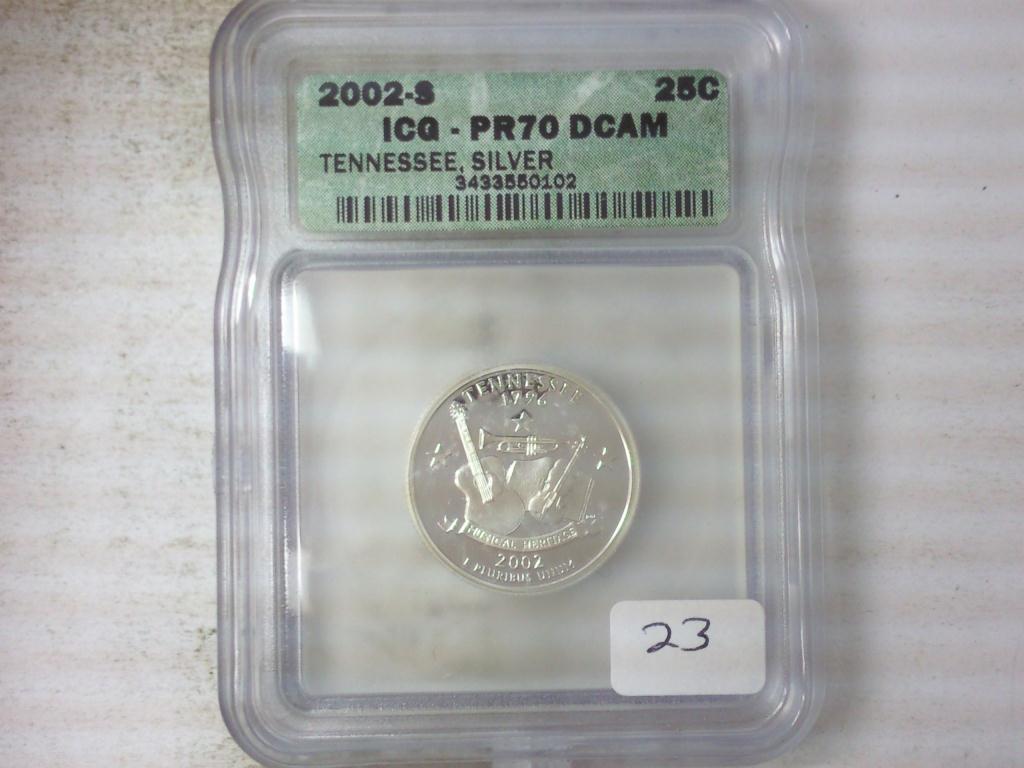 2002-S 25C
ICG - PR70 DCAM
TENNESSEE, SILVER
3433550102
TENNESSEE
1796
MUSICAL HERITAGE
2002
E PLURIBUS UNUM
23